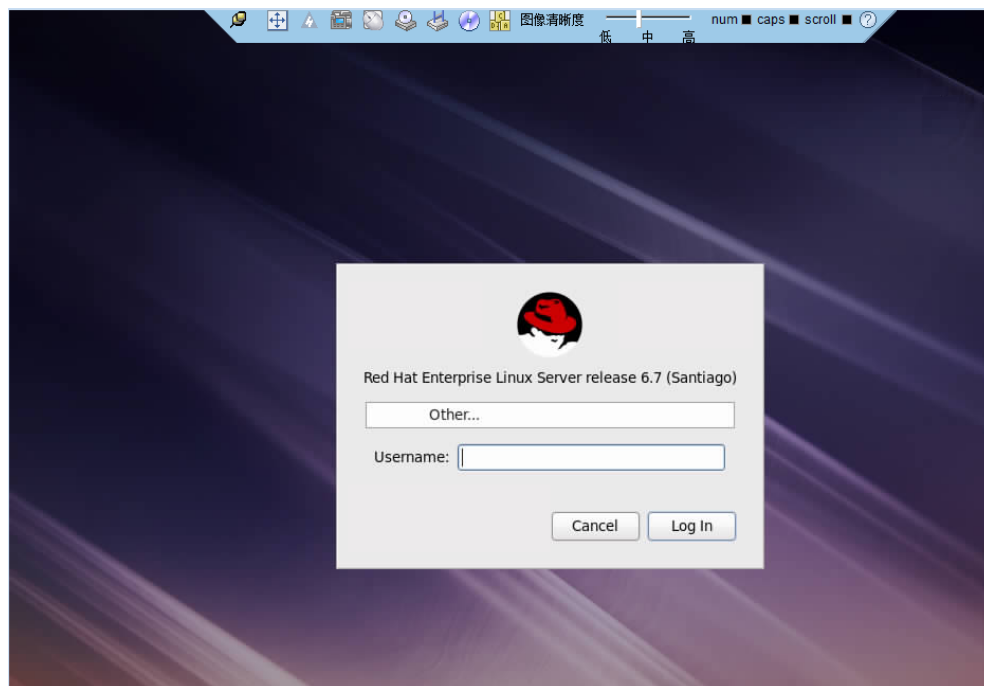 图像清晰度 num caps scroll ?
低 中 高
Red Hat Enterprise Linux Server release 6.7 (Santiago)
Other...
Username:
Cancel Log In